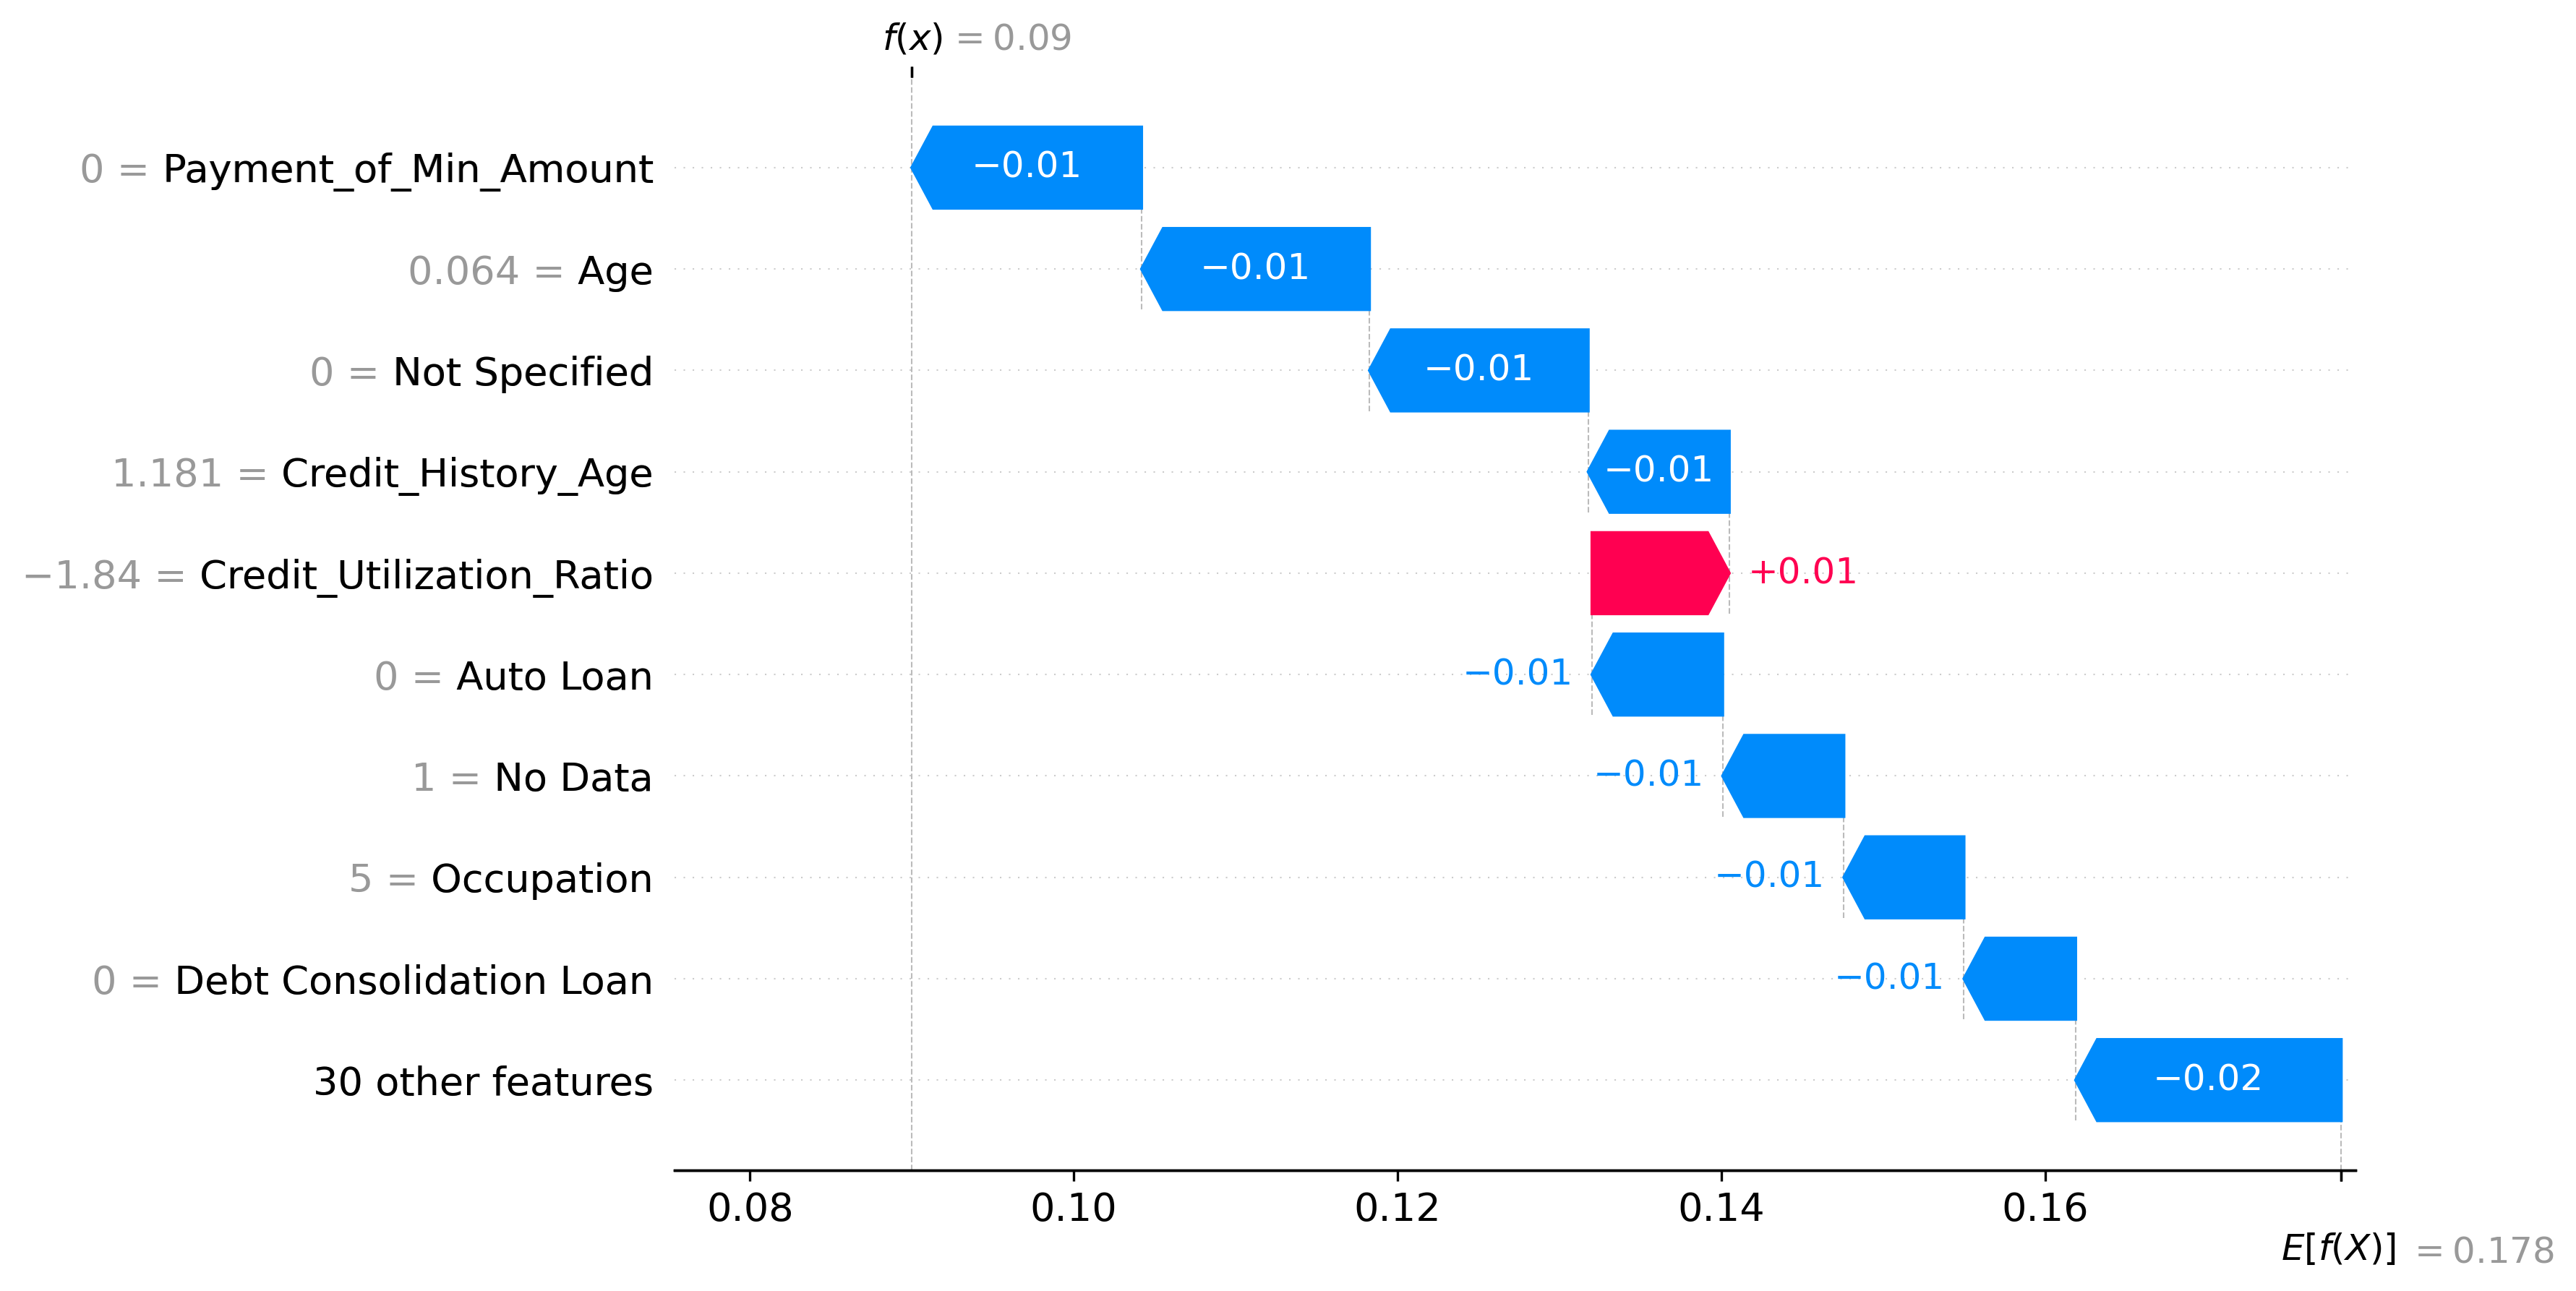 f(x) = 0.09
0 = Payment_of_Min_Amount −0.01
0.064 = Age −0.01
0 = Not Specified −0.01
1.181 = Credit_History_Age −0.01
−1.84 = Credit_Utilization_Ratio +0.01
0 = Auto Loan −0.01
1 = No Data −0.01
5 = Occupation −0.01
0 = Debt Consolidation Loan −0.01
30 other features −0.02
0.08 0.10 0.12 0.14 0.16
E[f(X)] = 0.178